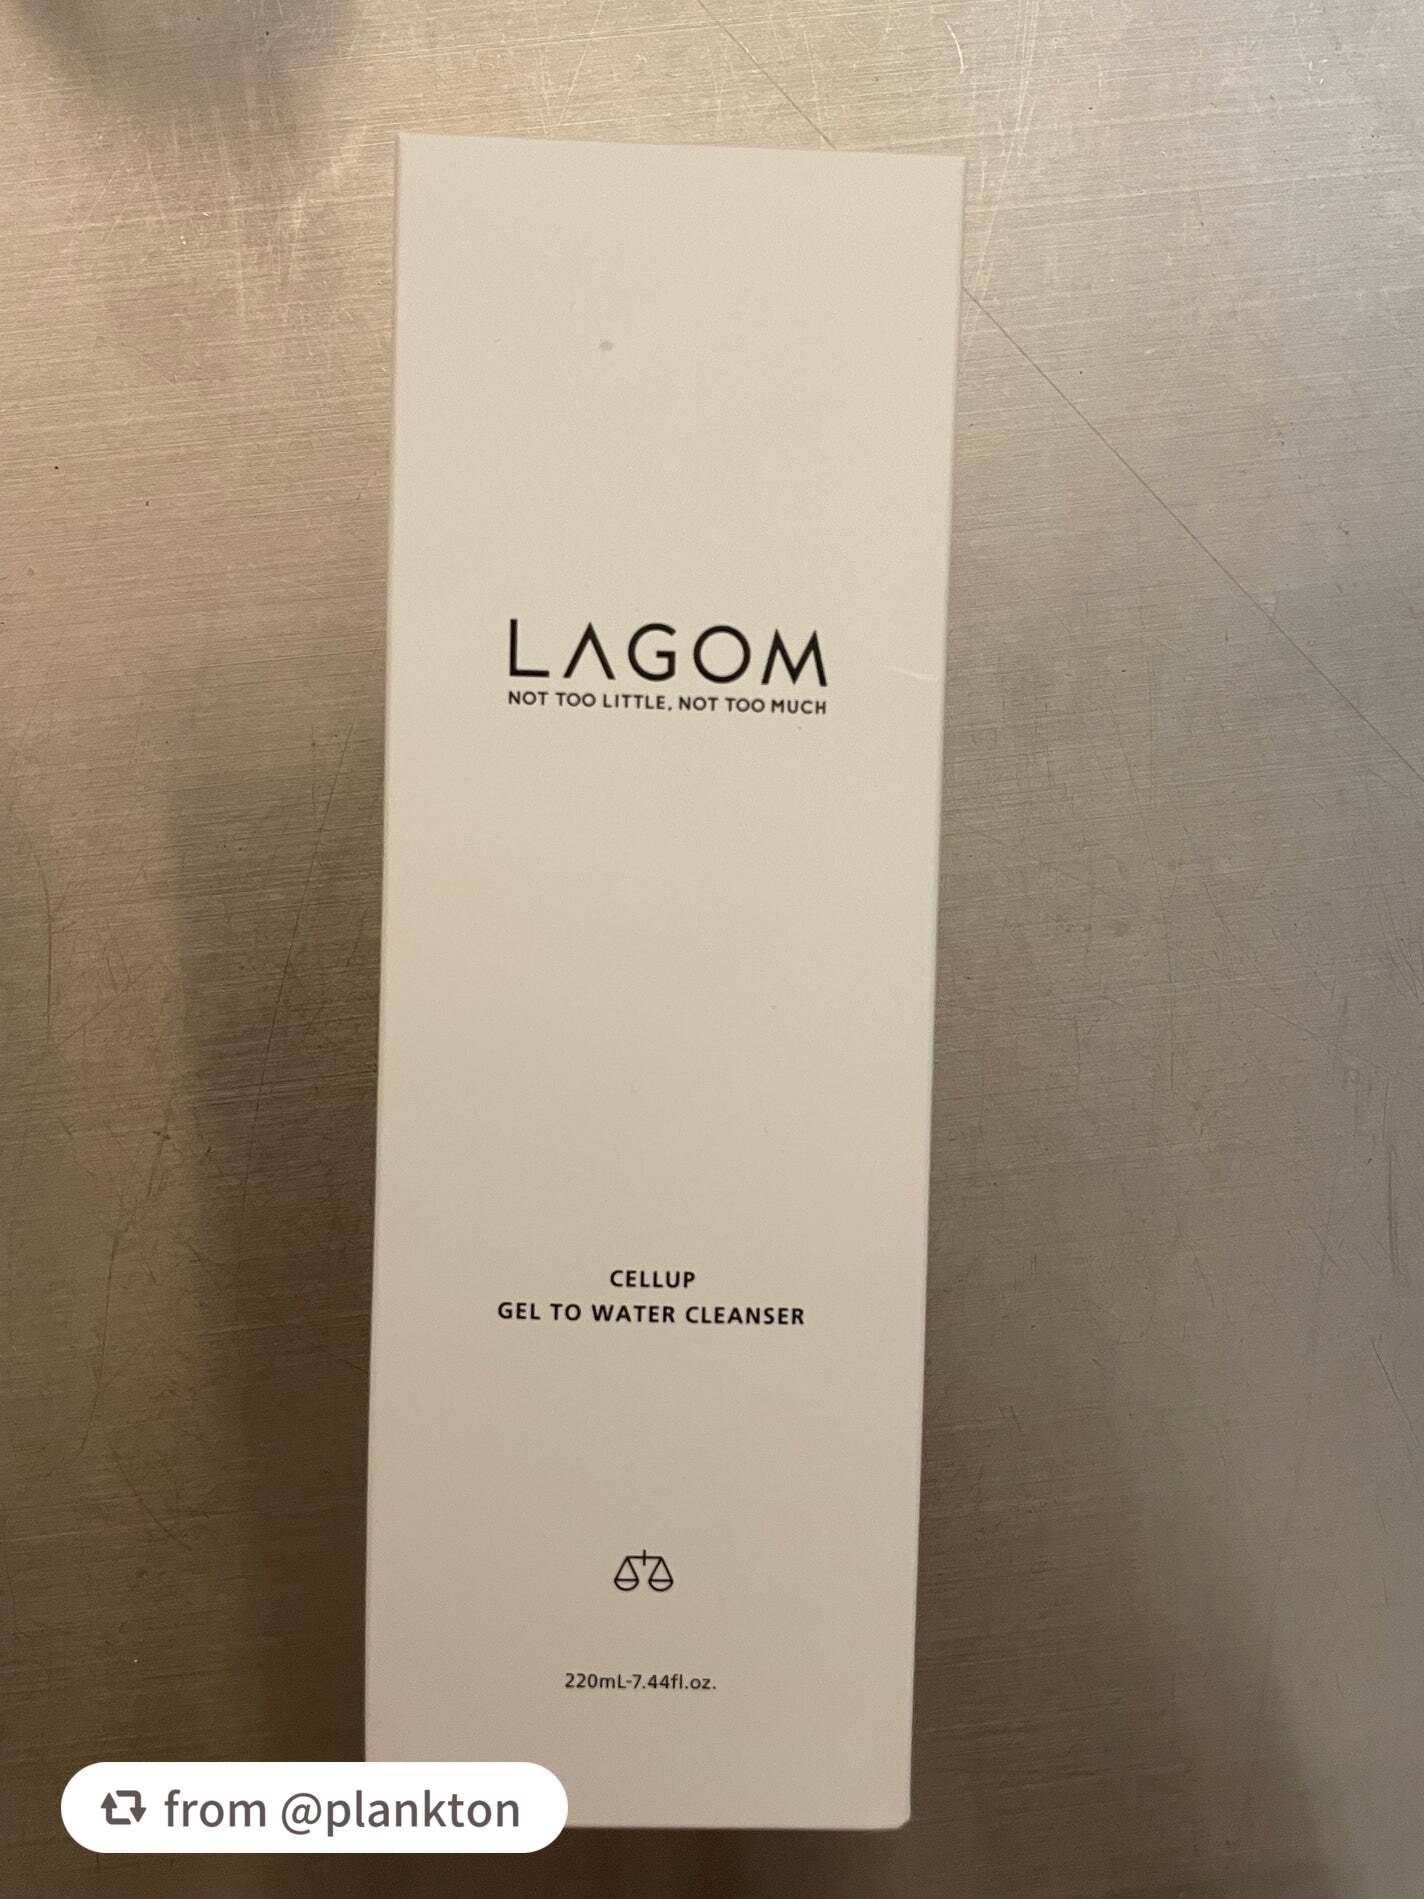 LAGOM
NOT TOO LITTLE, NOT TOO MUCH
CELLUP
GEL TO WATER CLEANSER
220mL-7.44fl.oz.
from @plankton